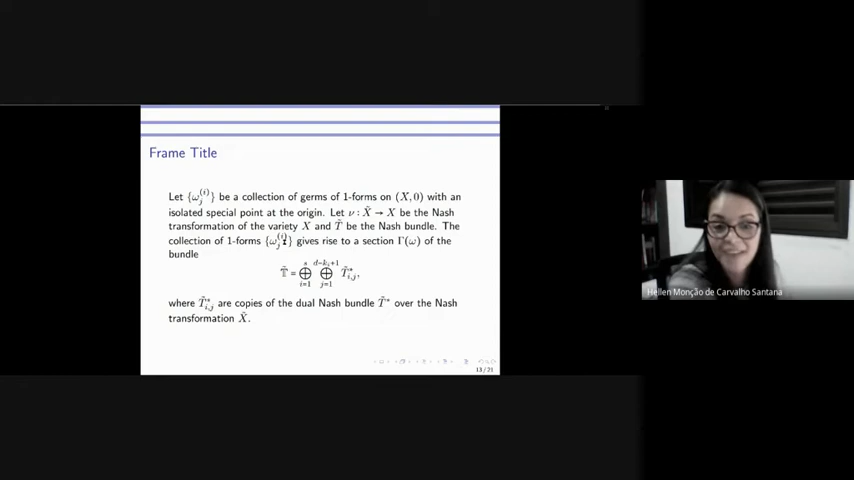 Frame Title
Let {ω_j^(i)} be a collection of germs of 1-forms on (X, 0) with an
isolated special point at the origin. Let ν : X̃ → X be the Nash
transformation of the variety X and T̃ be the Nash bundle. The
collection of 1-forms {ω_j^(i)} gives rise to a section Γ(ω) of the
bundle
𝕋̃ = ⊕_{i=1}^{s} ⊕_{j=1}^{d−k_i+1} T̃*_{i,j},
where T̃*_{i,j} are copies of the dual Nash bundle T̃* over the Nash
transformation X̃.
13/21
Hellen Monção de Carvalho Santana